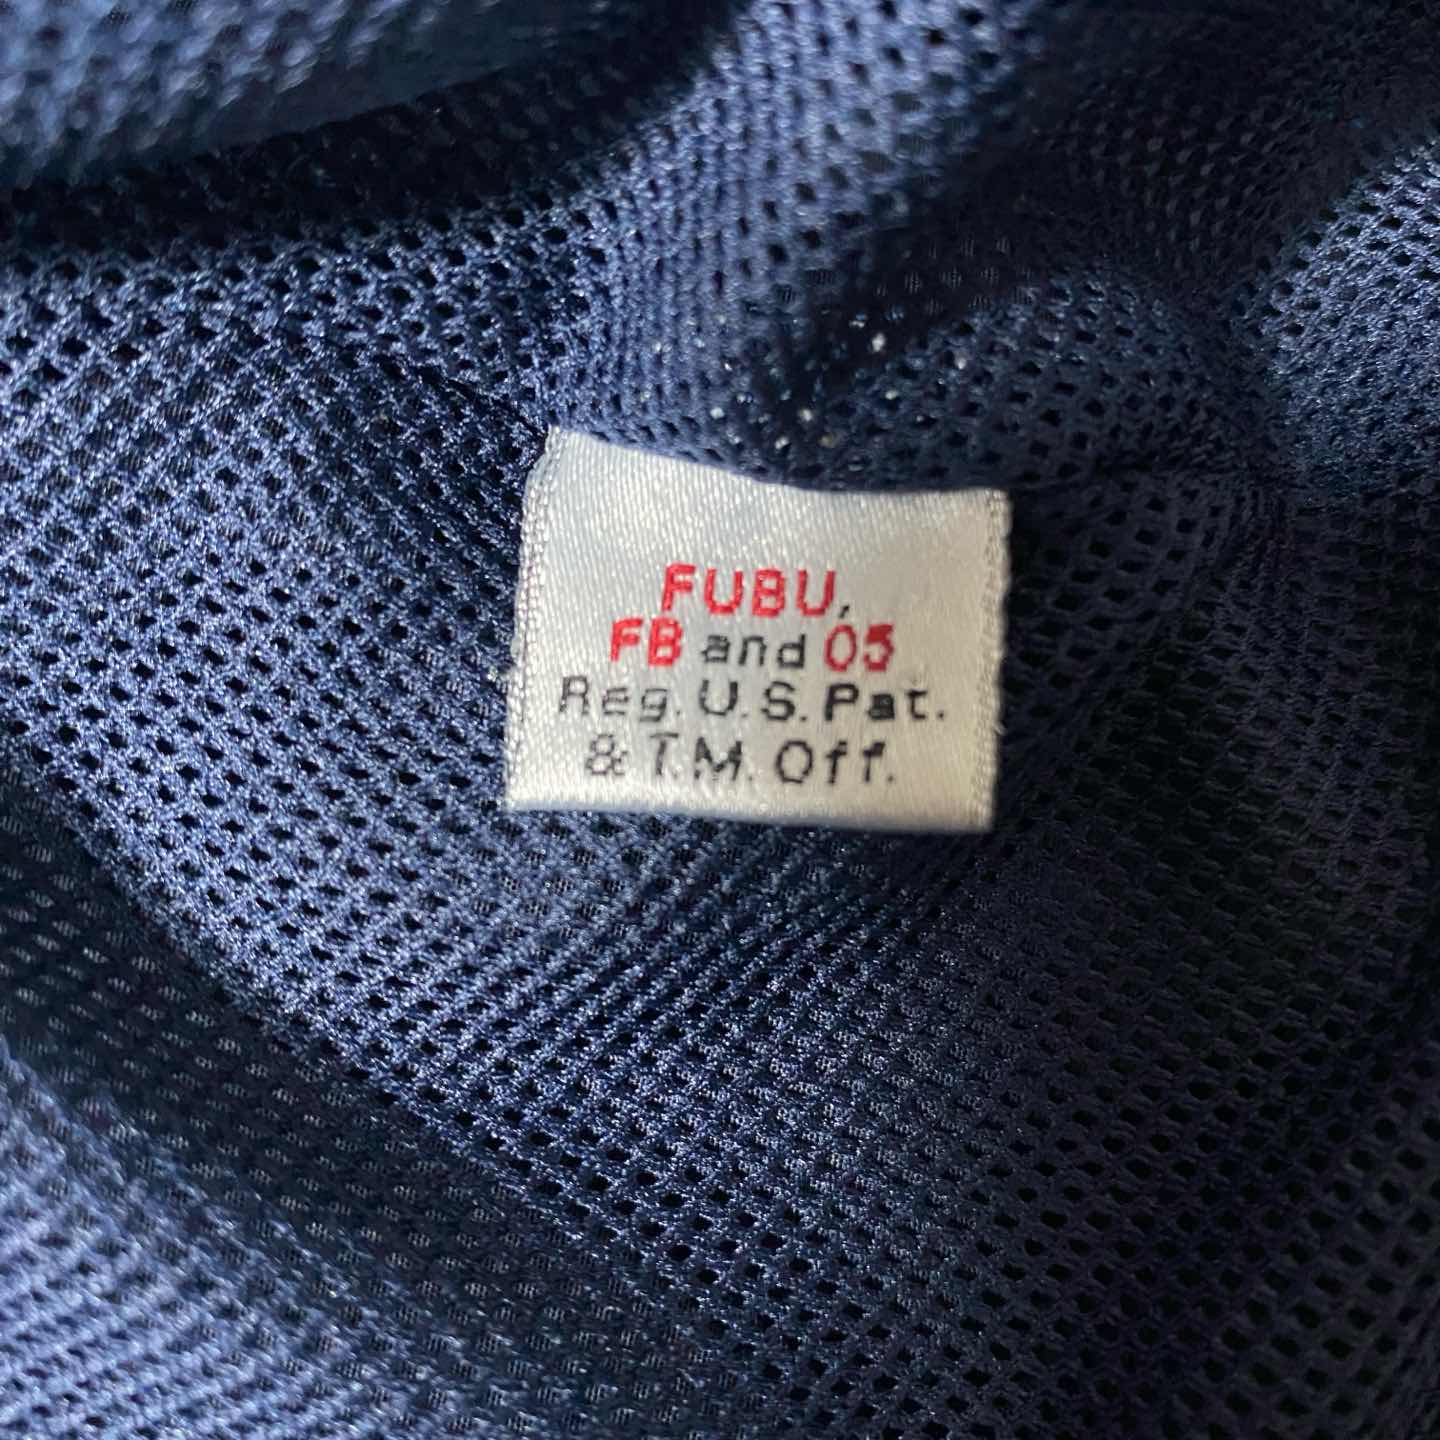 FUBU,
FB and 05
Reg. U.S. Pat.
& T.M. Off.